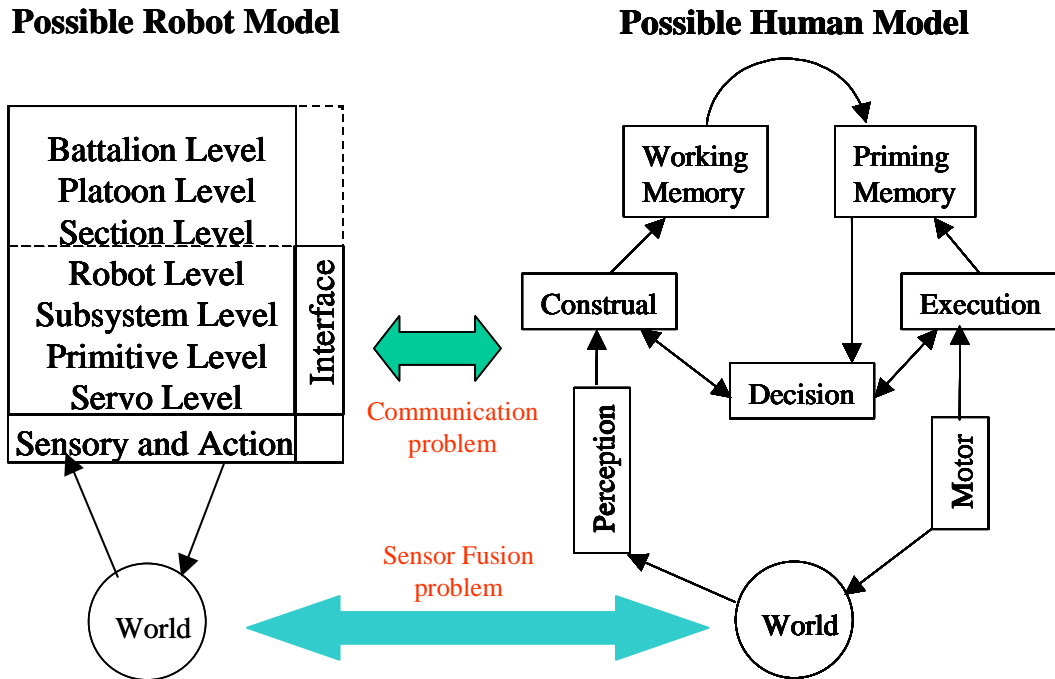 Possible Robot Model
Battalion Level
Platoon Level
Section Level
Robot Level
Subsystem Level
Primitive Level
Servo Level
Sensory and Action
Interface
World
Communication
problem
Sensor Fusion
problem
Possible Human Model
Working
Memory
Priming
Memory
Construal
Execution
Decision
Perception
Motor
World